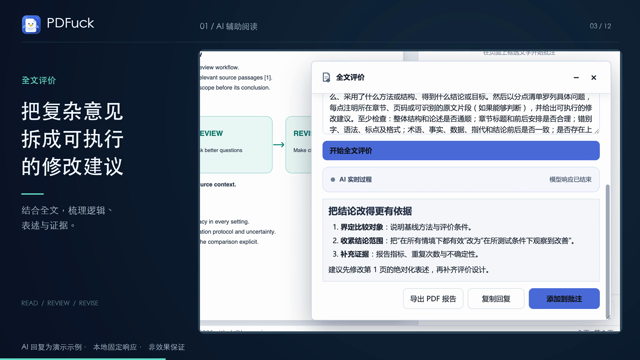 PDFuck
01 / AI 辅助阅读
03 / 12
全文评价
把复杂意见
拆成可执行
的修改建议
结合全文，梳理逻辑、
表述与证据。
READ / REVIEW / REVISE
AI 回复为演示示例 · 本地固定响应 · 非效果保证
eview workflow.
elevant source passages [1].
scope before its conclusion.
EVIEW
sk better questions
REVIS
Make cl
urce context.
acy in every setting.
ation protocol and uncertainty.
he comparison explicit.
全文评价
么、采用了什么方法或结构、得到什么结论或目标。然后以分点清单罗列具体问题，
每点注明所在章节、页码或可识别的原文片段（如果能够判断），并给出可执行的修
改建议。至少检查：整体结构和论述是否通顺；章节标题和前后安排是否合理；错别
字、语法、标点及格式；术语、事实、数据、指代和结论前后是否一致；是否存在上
开始全文评价
AI 实时过程
模型响应已结束
把结论改得更有依据
1. 界定比较对象：说明基线方法与评价条件。
2. 收紧结论范围：把“在所有情境下都有效”改为“在所测试条件下观察到改善”。
3. 补充证据：报告指标、重复次数与不确定性。
建议先修改第 1 页的绝对化表述，再补齐评价设计。
导出 PDF 报告
复制回复
添加到批注